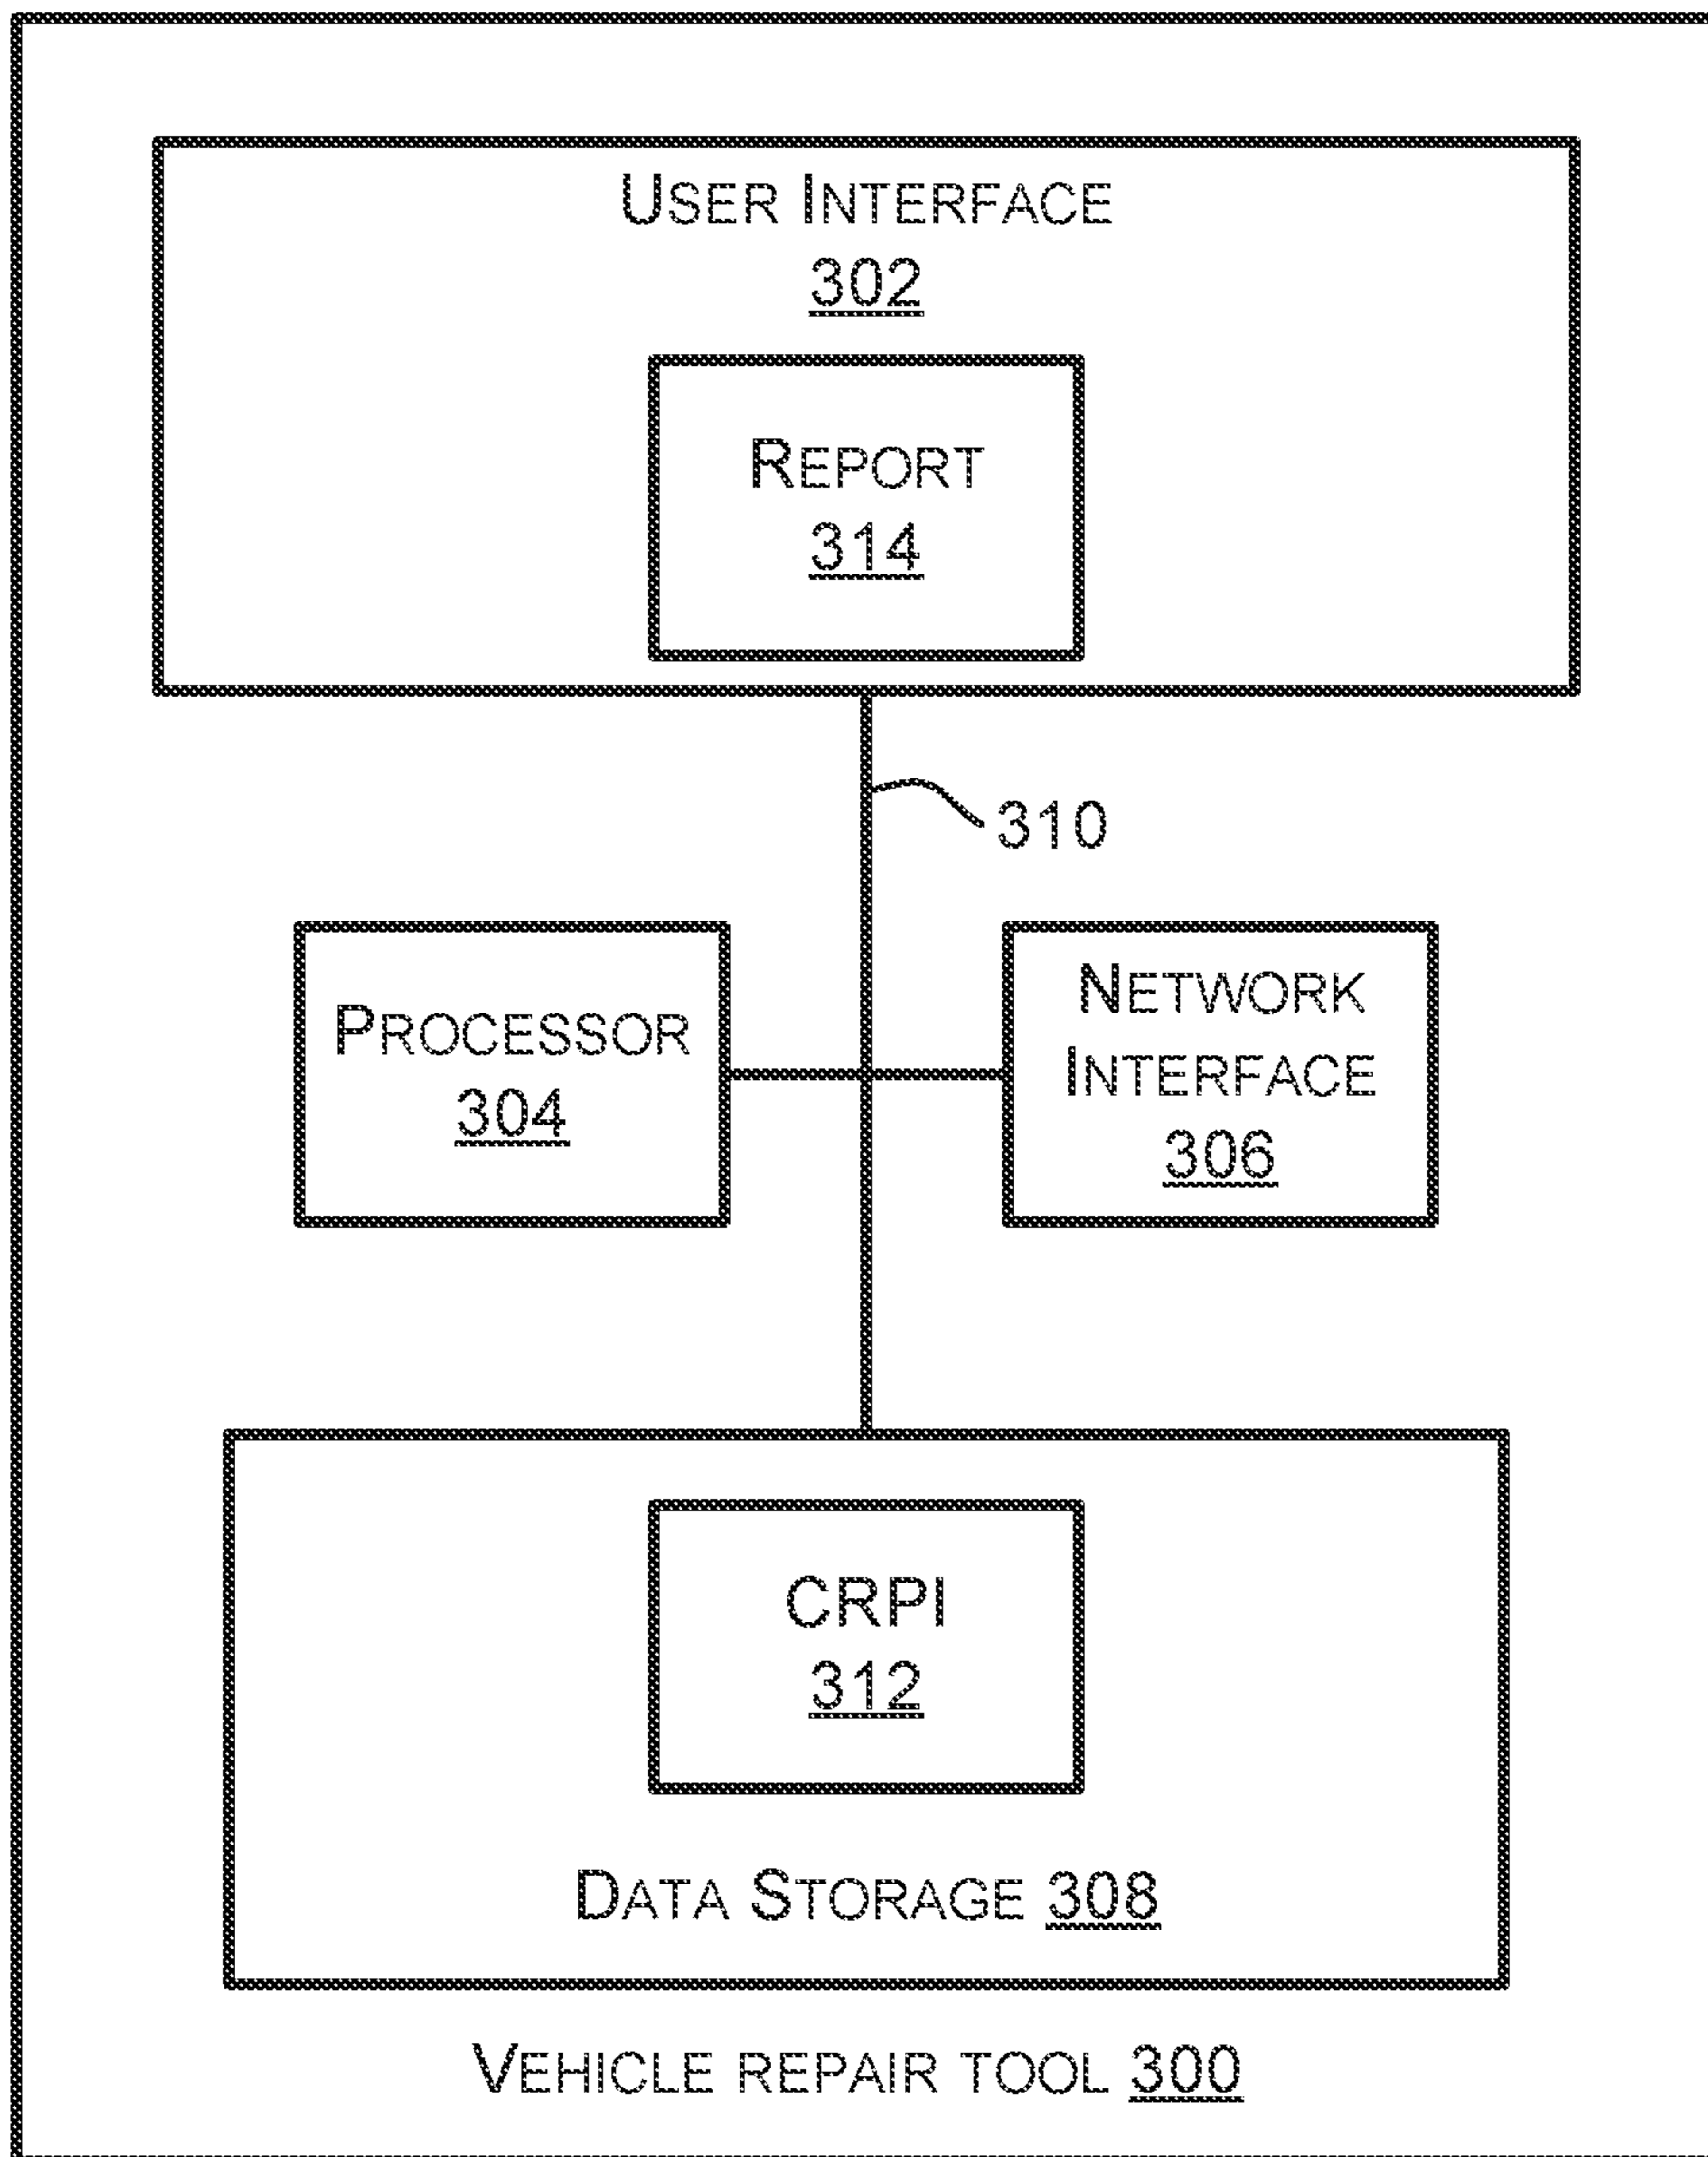 USER INTERFACE
302
REPORT
314
310
PROCESSOR
304
NETWORK
INTERFACE
306
CRPI
312
DATA STORAGE 308
VEHICLE REPAIR TOOL 300